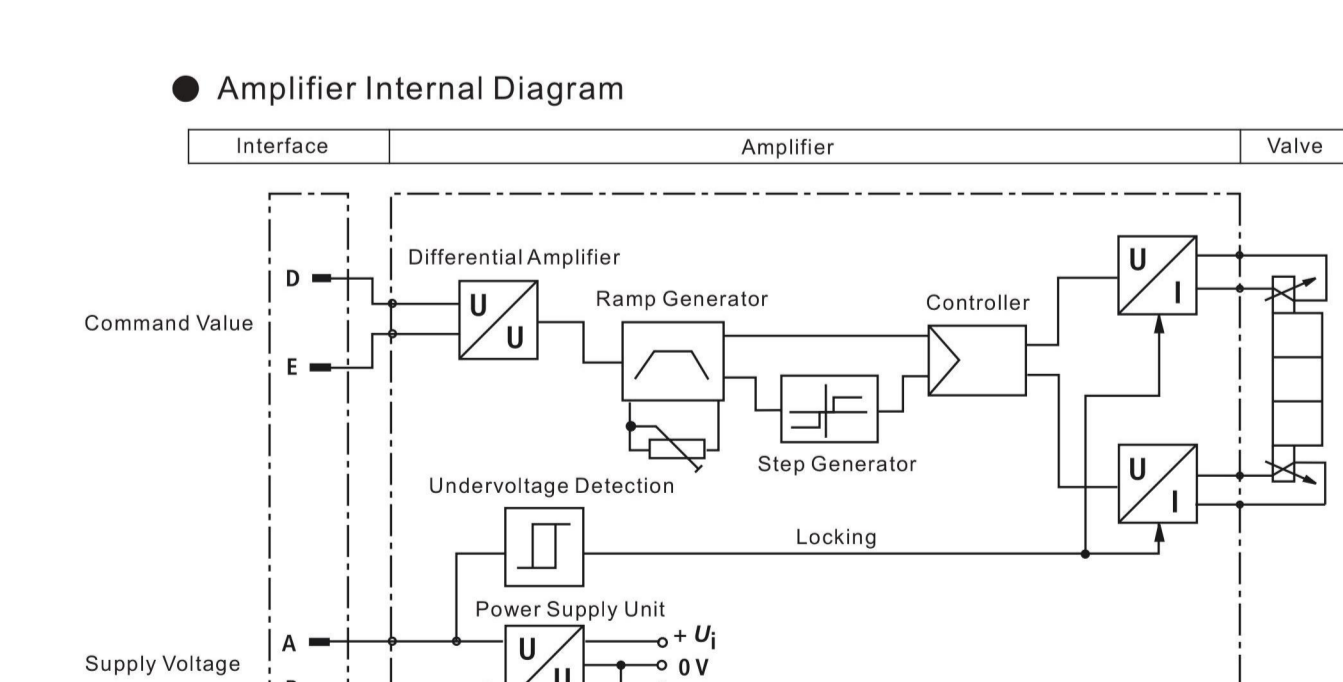 ● Amplifier Internal Diagram
Interface Amplifier Valve
Differential Amplifier
D
U
U
Ramp Generator
Controller
U
I
Command Value
E
Step Generator
U
I
Undervoltage Detection
Locking
Power Supply Unit
A
U
+ Ui
Supply Voltage
0 V
U